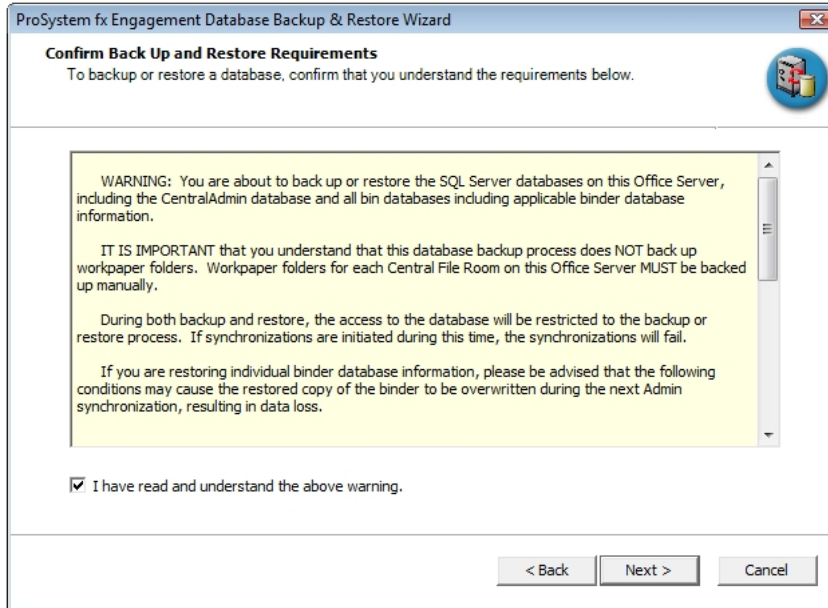 ProSystem fx Engagement Database Backup & Restore Wizard
Confirm Back Up and Restore Requirements
To backup or restore a database, confirm that you understand the requirements below.
WARNING: You are about to back up or restore the SQL Server databases on this Office Server,
including the CentralAdmin database and all bin databases including applicable binder database
information.
IT IS IMPORTANT that you understand that this database backup process does NOT back up
workpaper folders. Workpaper folders for each Central File Room on this Office Server MUST be backed
up manually.
During both backup and restore, the access to the database will be restricted to the backup or
restore process. If synchronizations are initiated during this time, the synchronizations will fail.
If you are restoring individual binder database information, please be advised that the following
conditions may cause the restored copy of the binder to be overwritten during the next Admin
synchronization, resulting in data loss.
I have read and understand the above warning.
< Back Next > Cancel